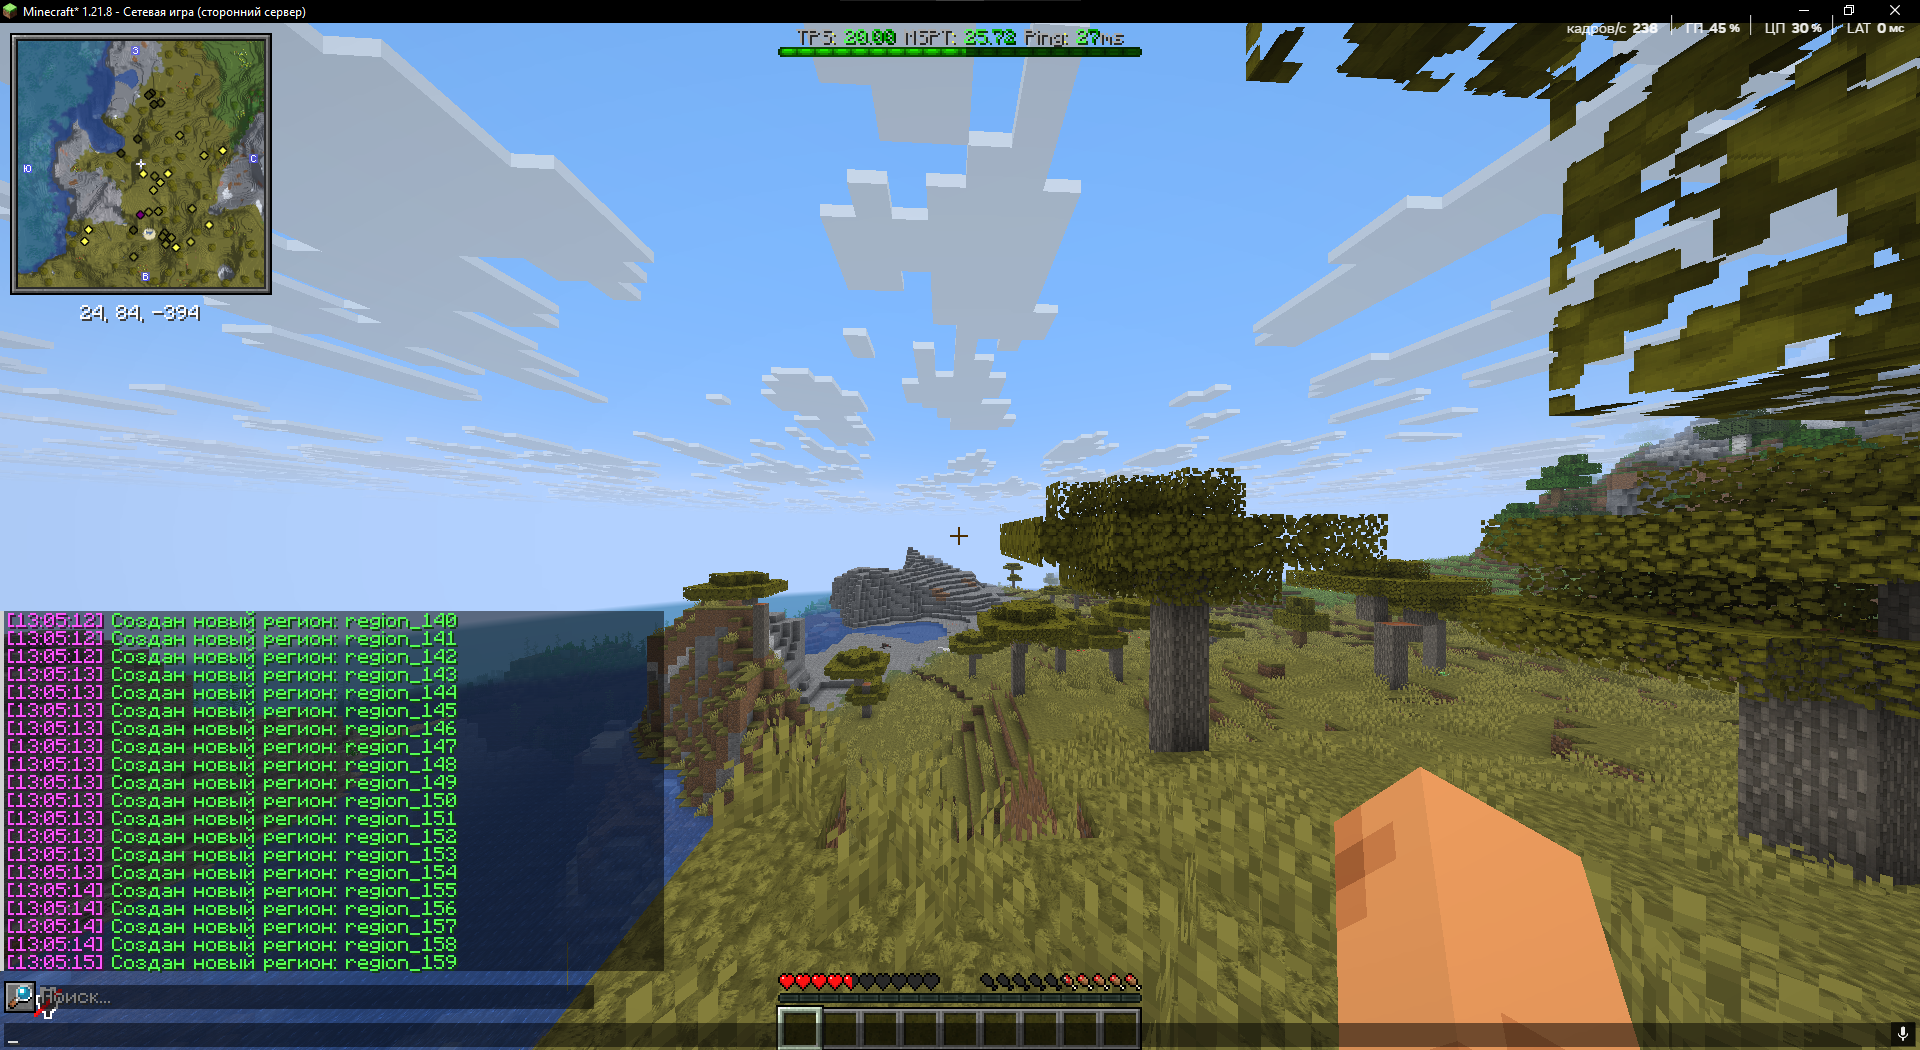 Minecraft* 1.21.8 - Сетевая игра (сторонний сервер)
кадров/с 238 ГП 45 % ЦП 30 % LAT 0 мс
TPS: 20.00 MSPT: 25.78 Ping: 27ms
З
Ю
С
В
24, 84, -394
[13:05:12] Создан новый регион: region_140
[13:05:12] Создан новый регион: region_141
[13:05:12] Создан новый регион: region_142
[13:05:13] Создан новый регион: region_143
[13:05:13] Создан новый регион: region_144
[13:05:13] Создан новый регион: region_145
[13:05:13] Создан новый регион: region_146
[13:05:13] Создан новый регион: region_147
[13:05:13] Создан новый регион: region_148
[13:05:13] Создан новый регион: region_149
[13:05:13] Создан новый регион: region_150
[13:05:13] Создан новый регион: region_151
[13:05:13] Создан новый регион: region_152
[13:05:13] Создан новый регион: region_153
[13:05:13] Создан новый регион: region_154
[13:05:14] Создан новый регион: region_155
[13:05:14] Создан новый регион: region_156
[13:05:14] Создан новый регион: region_157
[13:05:14] Создан новый регион: region_158
[13:05:15] Создан новый регион: region_159
Поиск...
_